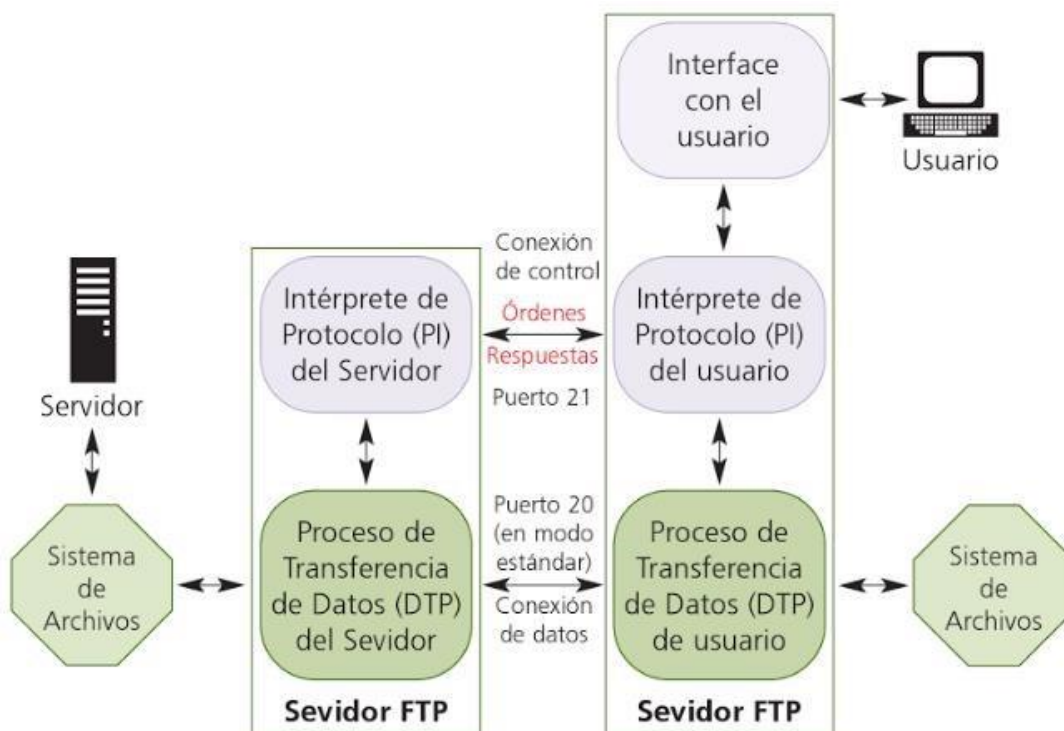 Interface
con el
usuario
Usuario
Conexión
de control
Órdenes
Respuestas
Puerto 21
Intérprete de
Protocolo (PI)
del Servidor
Intérprete de
Protocolo (PI)
del usuario
Servidor
Sistema
de
Archivos
Proceso de
Transferencia
de Datos (DTP)
del Sevidor
Puerto 20
(en modo
estándar)
Conexión
de datos
Proceso de
Transferencia
de Datos (DTP)
de usuario
Sistema
de
Archivos
Sevidor FTP
Sevidor FTP